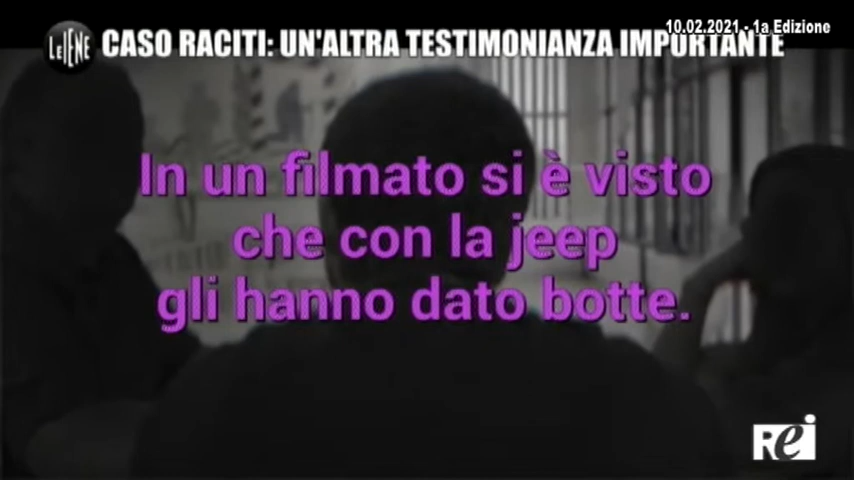 10.02.2021 - 1a Edizione
LE IENE
CASO RACITI: UN'ALTRA TESTIMONIANZA IMPORTANTE
In un filmato si è visto
che con la jeep
gli hanno dato botte.
Rei